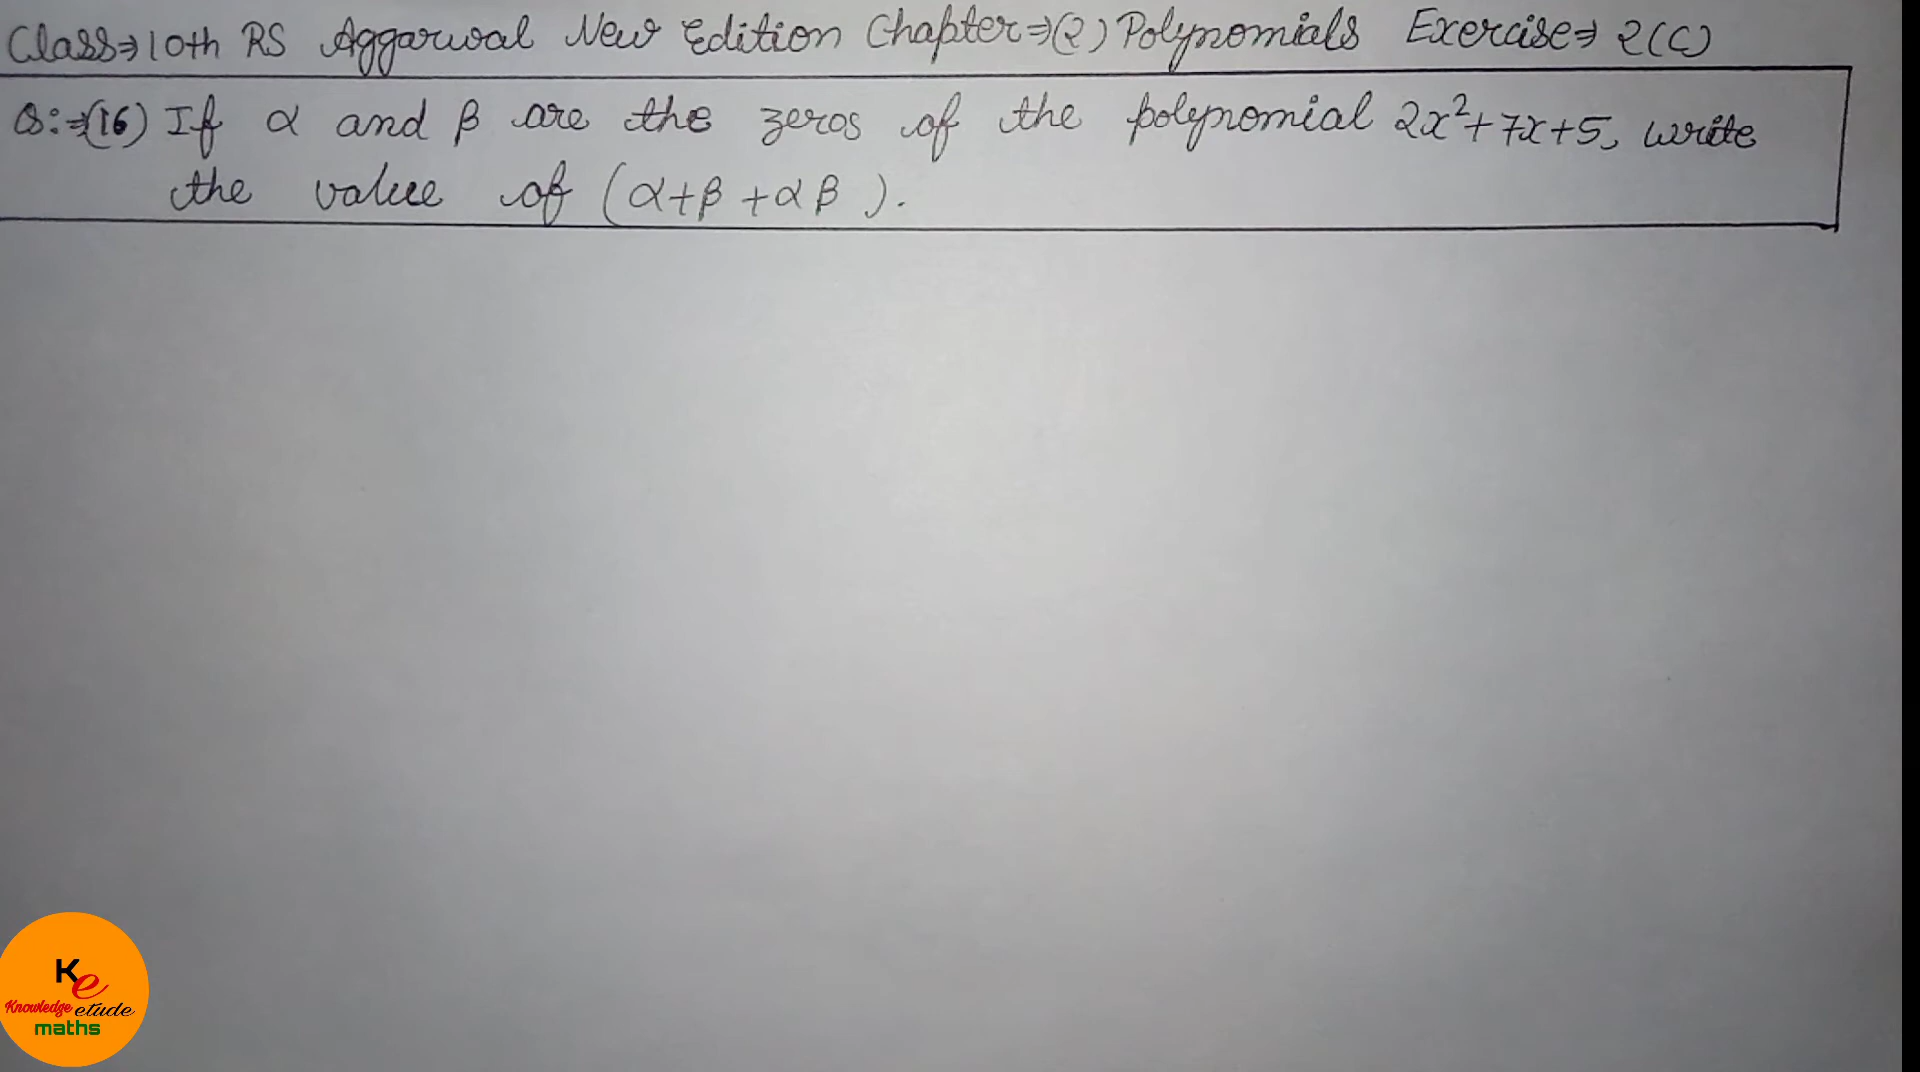 Class⇒10th RS Aggarwal New Edition Chapter⇒(2) Polynomials Exercise⇒ 2(C)
Q:⇒(16) If α and β are the zeros of the polynomial 2x²+7x+5, write
the value of (α+β+αβ).
Ke
Knowledge etude
maths